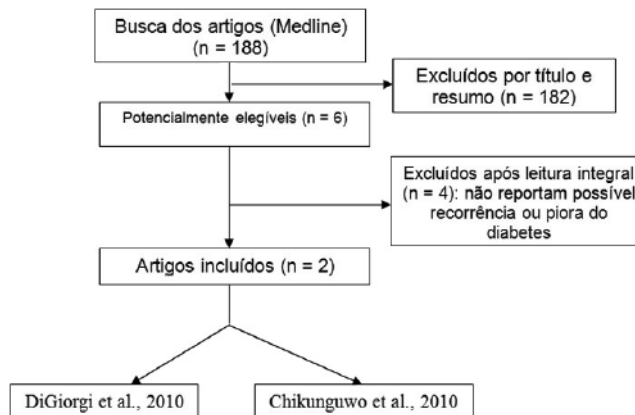 Busca dos artigos (Medline)
(n = 188)
Excluídos por título e
resumo (n = 182)
Potencialmente elegíveis (n = 6)
Excluídos após leitura integral
(n = 4): não reportam possível
recorrência ou piora do
diabetes
Artigos incluídos (n = 2)
DiGiorgi et al., 2010
Chikunguwo et al., 2010